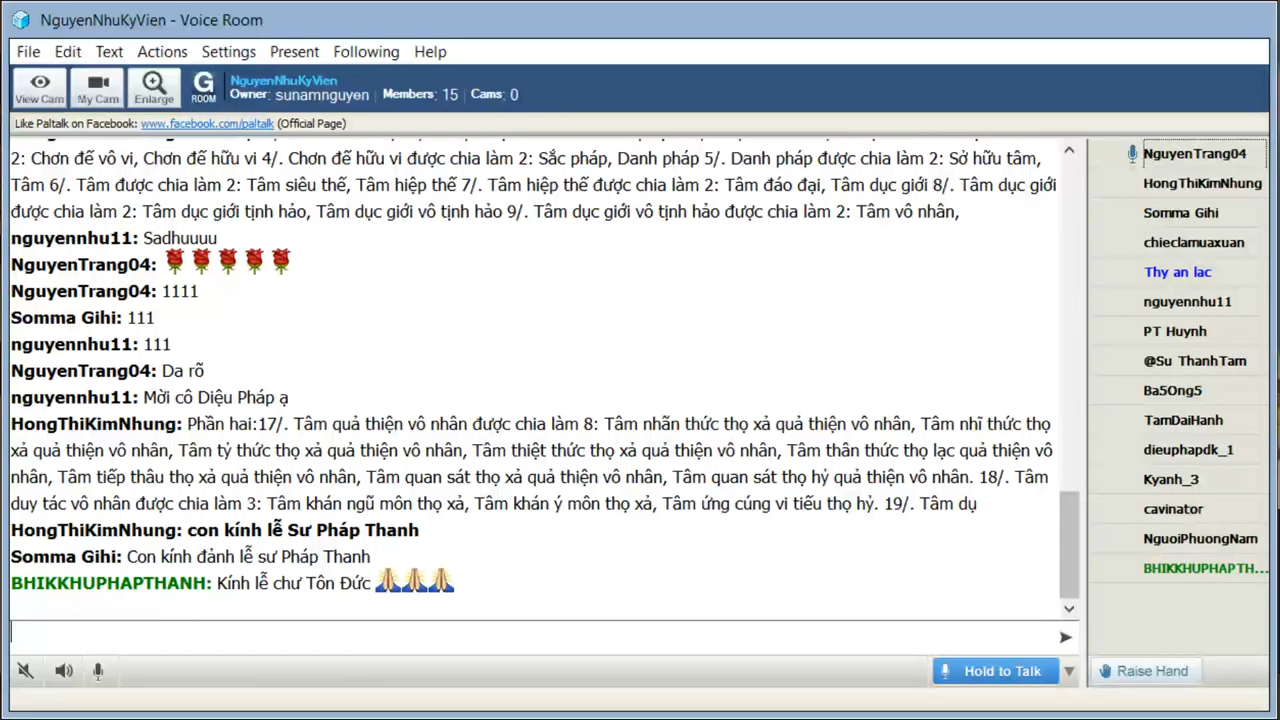 NguyenNhuKyVien - Voice Room
File Edit Text Actions Settings Present Following Help
View Cam My Cam Enlarge G ROOM
NguyenNhuKyVien
Owner: sunamnguyen Members: 15 Cams: 0
Like Paltalk on Facebook: www.facebook.com/paltalk (Official Page)
2: Chơn đế vô vi, Chơn đế hữu vi 4/. Chơn đế hữu vi được chia làm 2: Sắc pháp, Danh pháp 5/. Danh pháp được chia làm 2: Sở hữu tâm,
Tâm 6/. Tâm được chia làm 2: Tâm siêu thế, Tâm hiệp thế 7/. Tâm hiệp thế được chia làm 2: Tâm đáo đại, Tâm dục giới 8/. Tâm dục giới
được chia làm 2: Tâm dục giới tịnh hảo, Tâm dục giới vô tịnh hảo 9/. Tâm dục giới vô tịnh hảo được chia làm 2: Tâm vô nhân,
nguyennhu11: Sadhuuuu
NguyenTrang04:
NguyenTrang04: 1111
Somma Gihi: 111
nguyennhu11: 111
NguyenTrang04: Da rõ
nguyennhu11: Mời cô Diệu Pháp ạ
HongThiKimNhung: Phần hai:17/. Tâm quả thiện vô nhân được chia làm 8: Tâm nhãn thức thọ xả quả thiện vô nhân, Tâm nhĩ thức thọ
xả quả thiện vô nhân, Tâm tỷ thức thọ xả quả thiện vô nhân, Tâm thiệt thức thọ xả quả thiện vô nhân, Tâm thân thức thọ lạc quả thiện vô
nhân, Tâm tiếp thâu thọ xả quả thiện vô nhân, Tâm quan sát thọ xả quả thiện vô nhân, Tâm quan sát thọ hỷ quả thiện vô nhân. 18/. Tâm
duy tác vô nhân được chia làm 3: Tâm khán ngũ môn thọ xả, Tâm khán ý môn thọ xả, Tâm ứng cúng vi tiếu thọ hỷ. 19/. Tâm dụ
HongThiKimNhung: con kính lễ Sư Pháp Thanh
Somma Gihi: Con kính đảnh lễ sư Pháp Thanh
BHIKKHUPHAPTHANH: Kính lễ chư Tôn Đức
Hold to Talk
NguyenTrang04
HongThiKimNhung
Somma Gihi
chieclamuaxuan
Thy an lac
nguyennhu11
PT Huynh
@Su ThanhTam
Ba5Ong5
TamDaiHanh
dieuphapdk_1
Kyanh_3
cavinator
NguoiPhuongNam
BHIKKHUPHAPTH...
Raise Hand